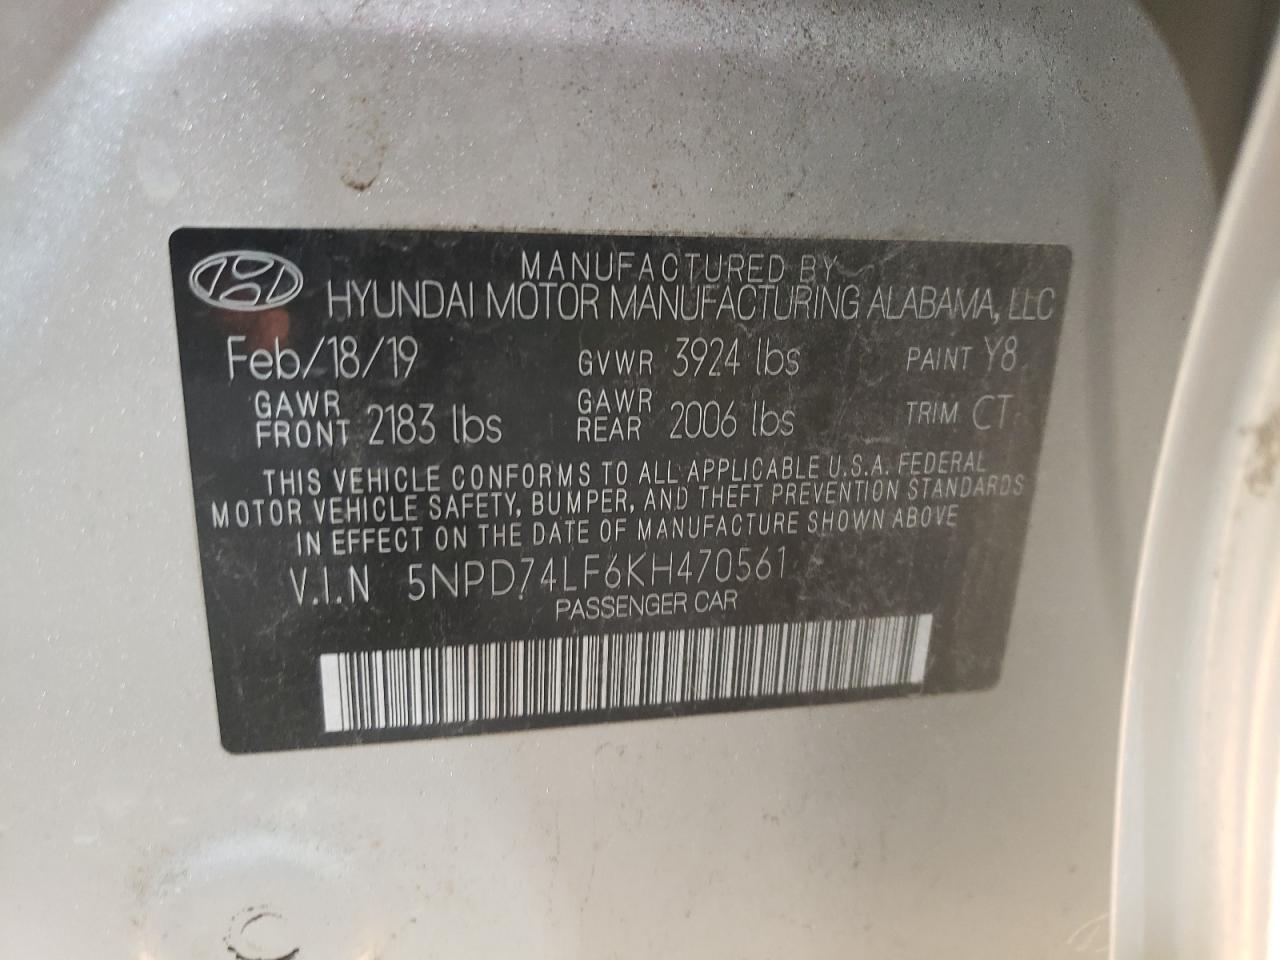 MANUFACTURED BY
HYUNDAI MOTOR MANUFACTURING ALABAMA, LLC
Feb/18/19 GVWR 3924 lbs PAINT Y8
GAWR FRONT 2183 lbs GAWR REAR 2006 lbs TRIM CT
THIS VEHICLE CONFORMS TO ALL APPLICABLE U.S.A. FEDERAL
MOTOR VEHICLE SAFETY, BUMPER, AND THEFT PREVENTION STANDARDS
IN EFFECT ON THE DATE OF MANUFACTURE SHOWN ABOVE
V.I.N 5NPD74LF6KH470561
PASSENGER CAR